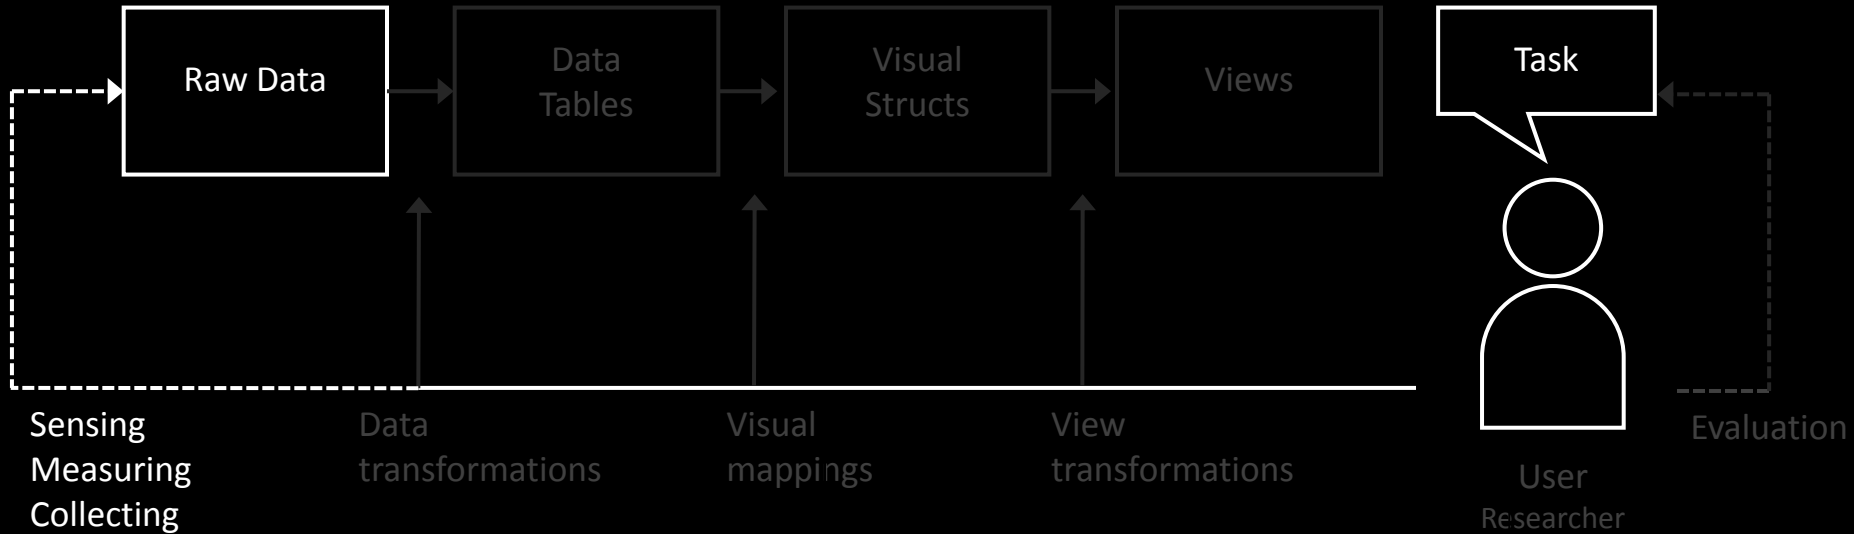 Raw Data
Data
Tables
Visual
Structs
Views
Task
Sensing
Measuring
Collecting
Data
transformations
Visual
mappings
View
transformations
User
Researcher
Evaluation